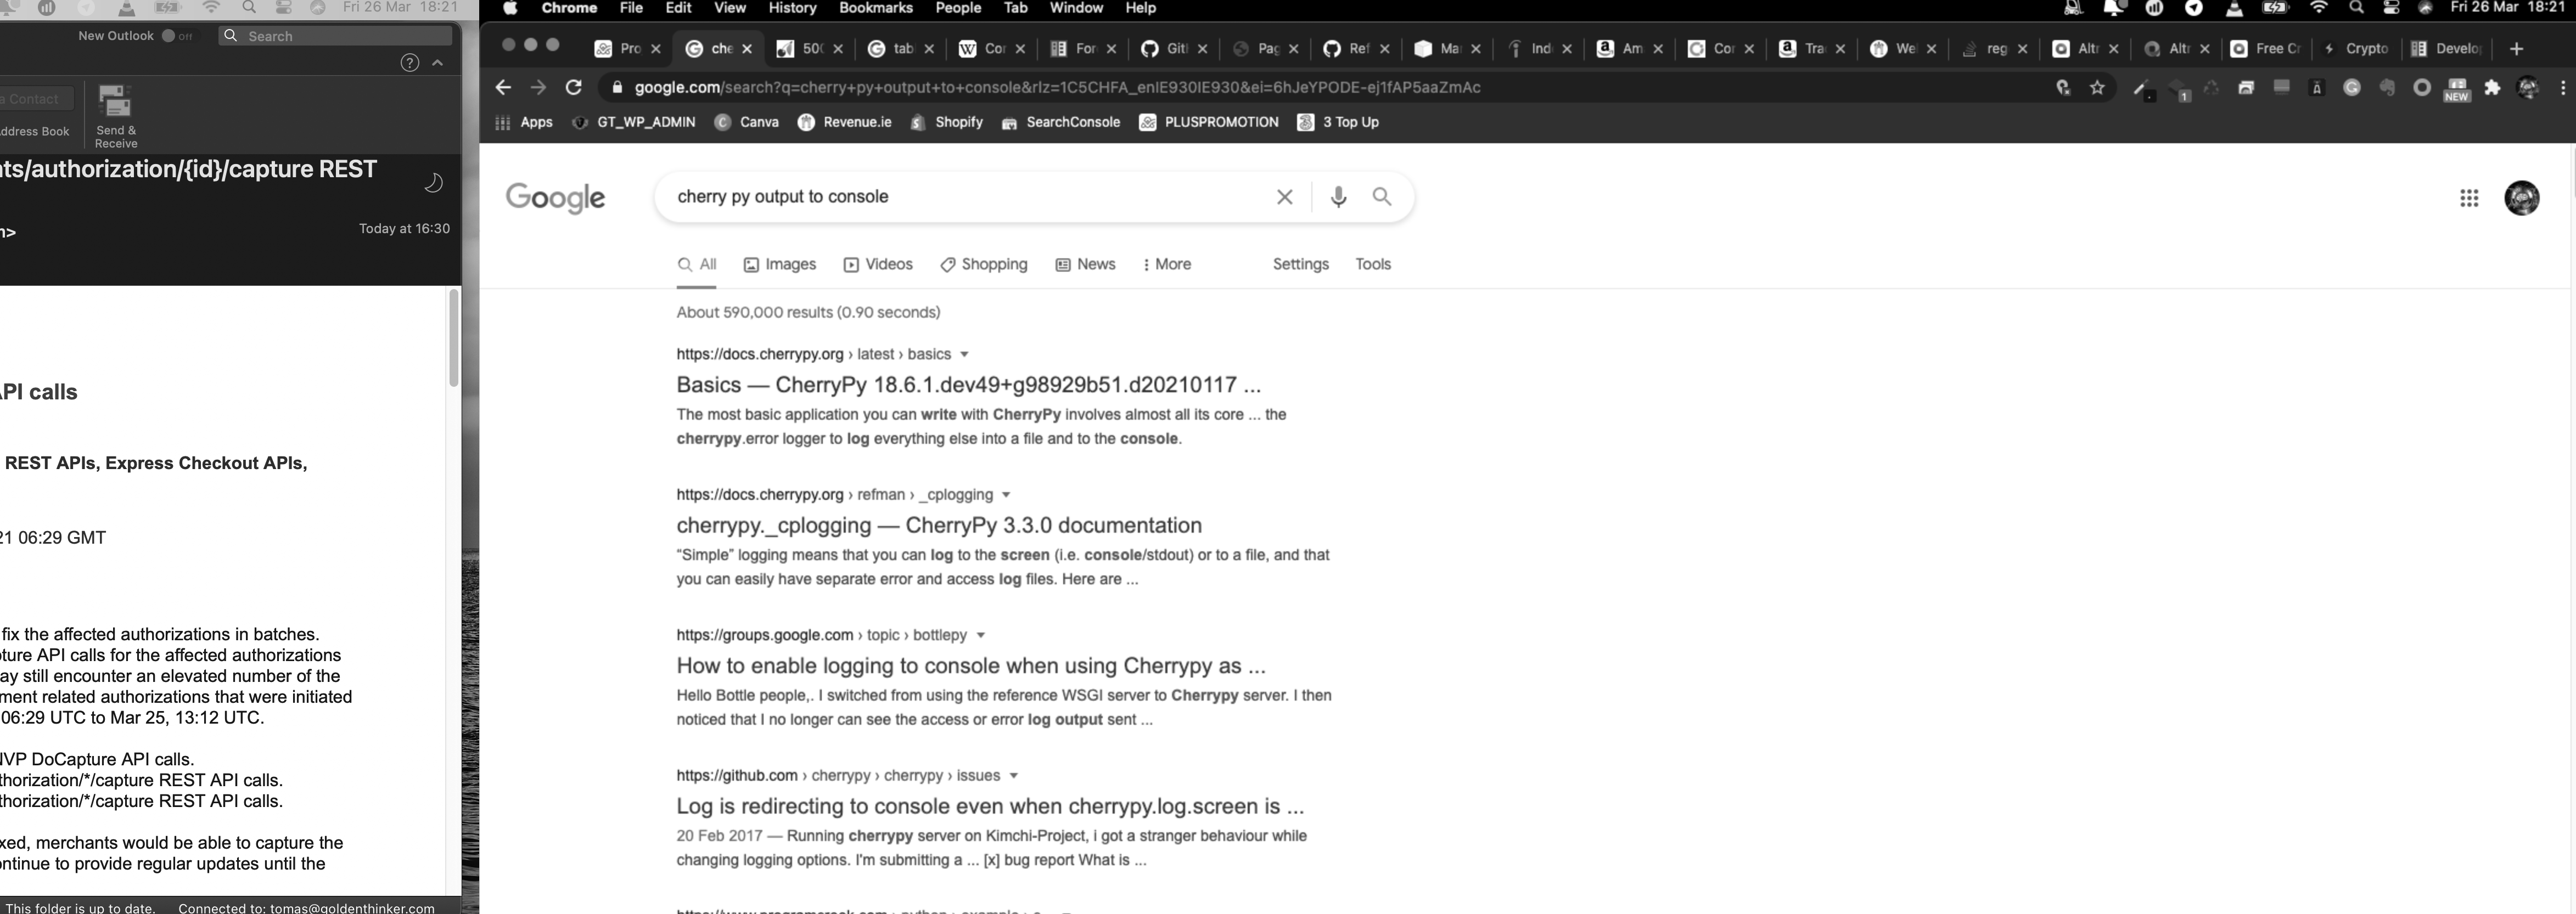 Fri 26 Mar 18:21
New Outlook
Off
Search
a Contact
ddress Book
Send &
Receive
nts/authorization/{id}/capture REST
n>
Today at 16:30
API calls
REST APIs, Express Checkout APIs,
21 06:29 GMT
fix the affected authorizations in batches.
oture API calls for the affected authorizations
ay still encounter an elevated number of the
ment related authorizations that were initiated
06:29 UTC to Mar 25, 13:12 UTC.
NVP DoCapture API calls.
thorization/*/capture REST API calls.
thorization/*/capture REST API calls.
xed, merchants would be able to capture the
ontinue to provide regular updates until the
This folder is up to date. Connected to: tomas@goldenthinker.com
Chrome File Edit View History Bookmarks People Tab Window Help
Fri 26 Mar 18:21
Pro che 50( tab Cor For Gitl Pag Ref Mar Ind Am Cor Tra Wel reg Altr Altr Free Cr Crypto Develo
google.com/search?q=cherry+py+output+to+console&rlz=1C5CHFA_enIE930IE930&ei=6hJeYPODE-ej1fAP5aaZmAc
1
NEW
Apps GT_WP_ADMIN Canva Revenue.ie Shopify SearchConsole PLUSPROMOTION 3 Top Up
Google
cherry py output to console
All Images Videos Shopping News More Settings Tools
About 590,000 results (0.90 seconds)
https://docs.cherrypy.org › latest › basics
Basics — CherryPy 18.6.1.dev49+g98929b51.d20210117 ...
The most basic application you can write with CherryPy involves almost all its core ... the
cherrypy.error logger to log everything else into a file and to the console.
https://docs.cherrypy.org › refman › _cplogging
cherrypy._cplogging — CherryPy 3.3.0 documentation
“Simple” logging means that you can log to the screen (i.e. console/stdout) or to a file, and that
you can easily have separate error and access log files. Here are ...
https://groups.google.com › topic › bottlepy
How to enable logging to console when using Cherrypy as ...
Hello Bottle people,. I switched from using the reference WSGI server to Cherrypy server. I then
noticed that I no longer can see the access or error log output sent ...
https://github.com › cherrypy › cherrypy › issues
Log is redirecting to console even when cherrypy.log.screen is ...
20 Feb 2017 — Running cherrypy server on Kimchi-Project, i got a stranger behaviour while
changing logging options. I'm submitting a ... [x] bug report What is ...